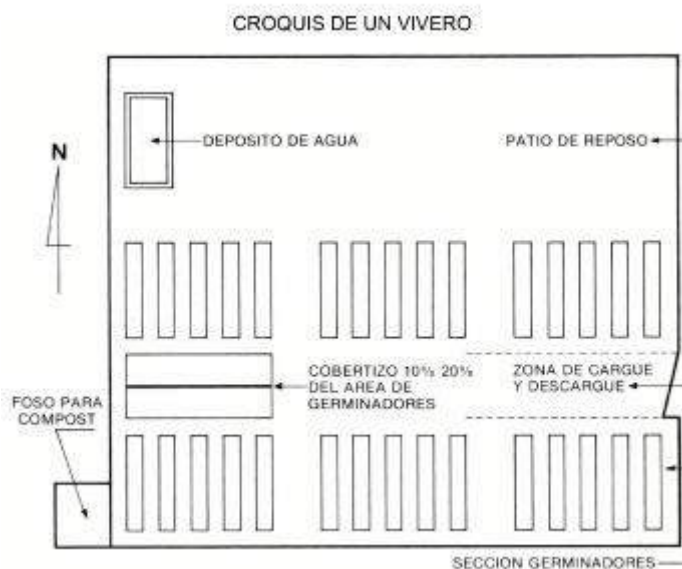 CROQUIS DE UN VIVERO
DEPOSITO DE AGUA
PATIO DE REPOSO
N
COBERTIZO 10% 20%
DEL AREA DE
GERMINADORES
ZONA DE CARGUE
Y DESCARGUE
FOSO PARA
COMPOST
SECCION GERMINADORES